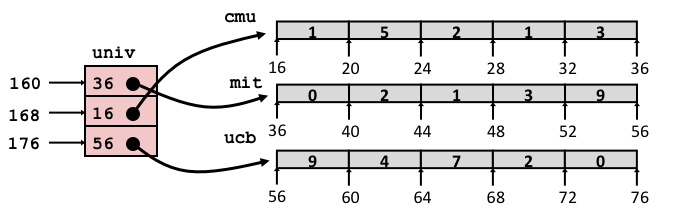 cmu
1 5 2 1 3
16 20 24 28 32 36
univ
160 36
168 16
176 56
mit
0 2 1 3 9
36 40 44 48 52 56
ucb
9 4 7 2 0
56 60 64 68 72 76